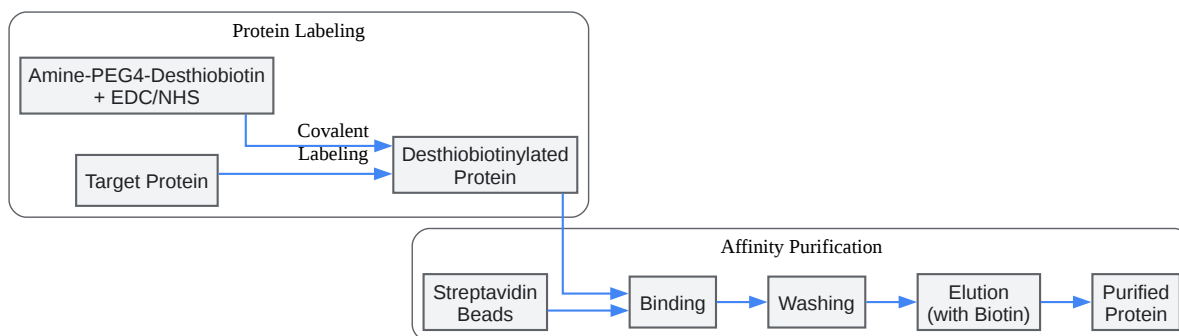 Protein Labeling
Amine-PEG4-Desthiobiotin
+ EDC/NHS
Covalent
Labeling
Target Protein
Desthiobiotinylated
Protein
Affinity Purification
Streptavidin
Beads
Binding
Washing
Elution
(with Biotin)
Purified
Protein